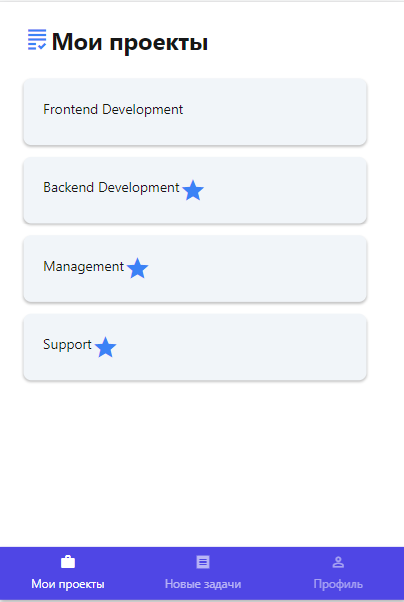 Мои проекты
Frontend Development
Backend Development
Management
Support
Мои проекты
Новые задачи
Профиль